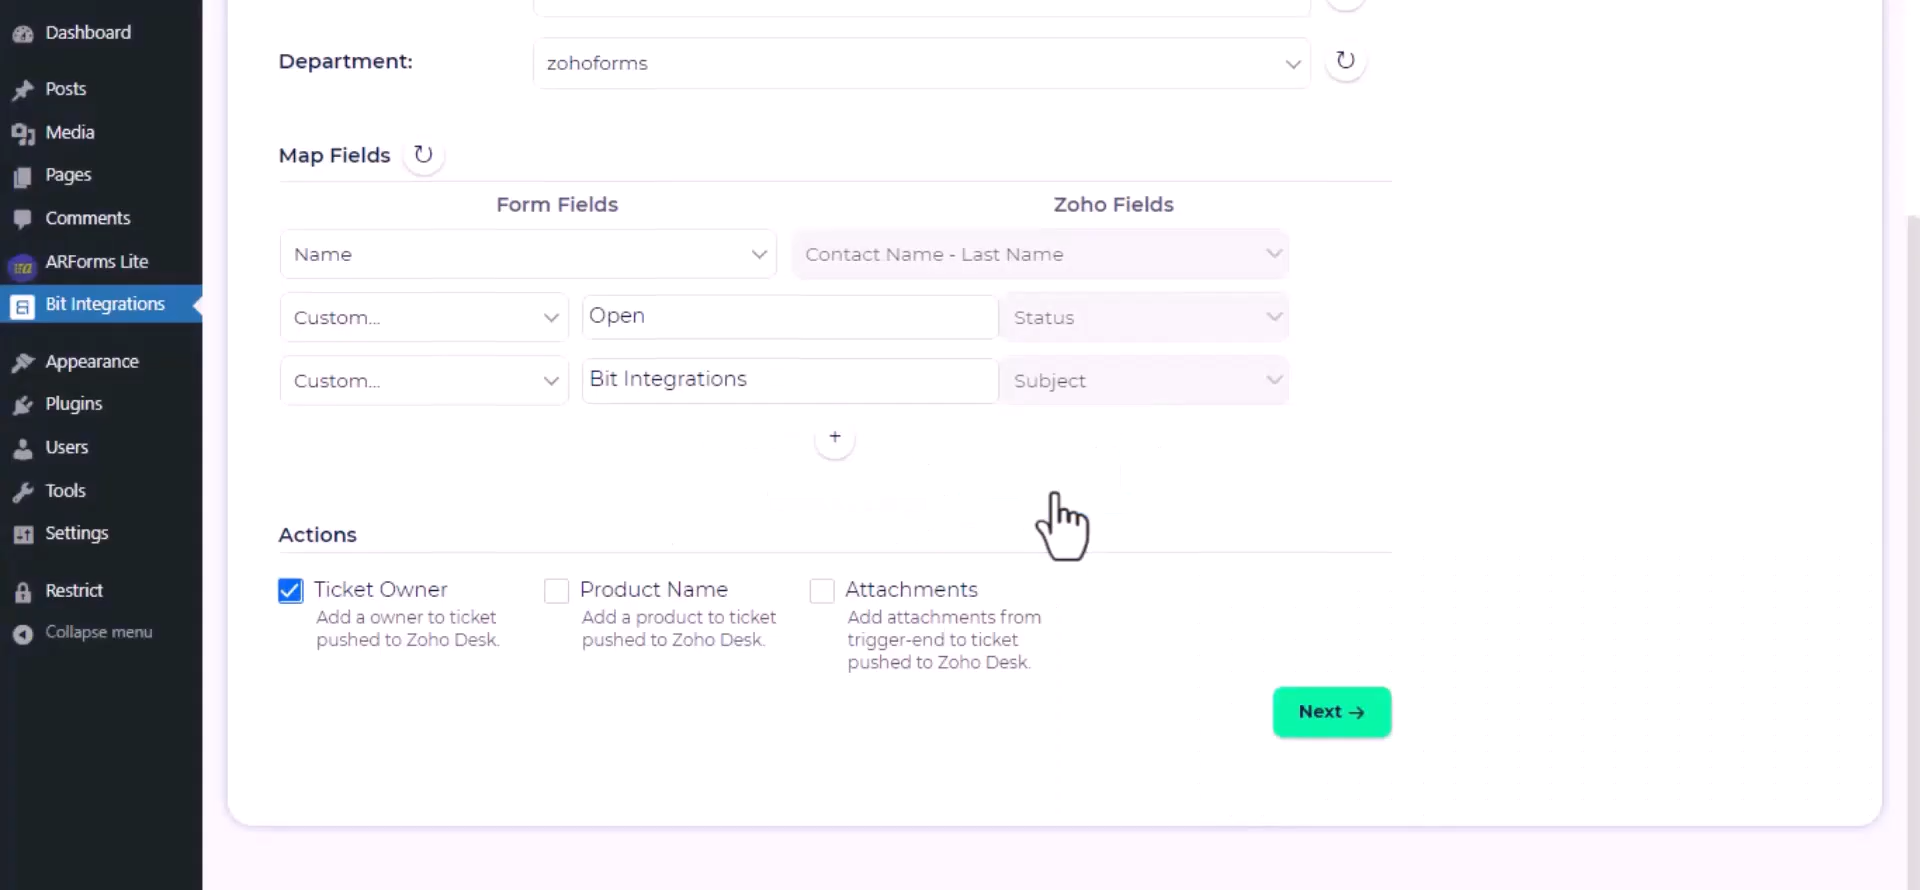 Dashboard
Posts
Media
Pages
Comments
ARForms Lite
Bit Integrations
Appearance
Plugins
Users
Tools
Settings
Restrict
Collapse menu
Department:
zohoforms
Map Fields
Form Fields
Zoho Fields
Name
Contact Name - Last Name
Custom...
Open
Status
Custom...
Bit Integrations
Subject
+
Actions
Ticket Owner
Add a owner to ticket
pushed to Zoho Desk.
Product Name
Add a product to ticket
pushed to Zoho Desk.
Attachments
Add attachments from
trigger-end to ticket
pushed to Zoho Desk.
Next →